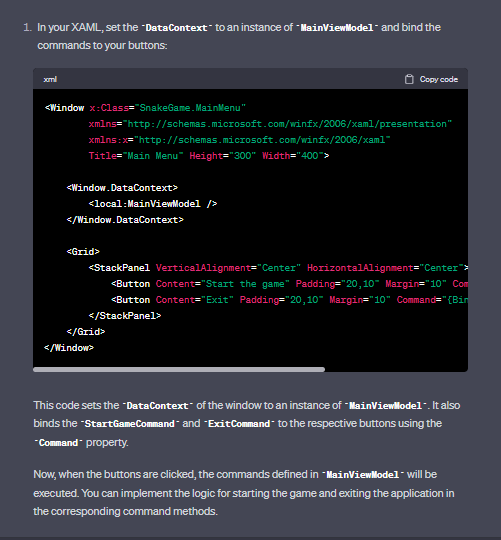 1. In your XAML, set the `DataContext` to an instance of `MainViewModel` and bind the
commands to your buttons:
xml
Copy code
<Window x:Class="SnakeGame.MainMenu"
xmlns="http://schemas.microsoft.com/winfx/2006/xaml/presentation"
xmlns:x="http://schemas.microsoft.com/winfx/2006/xaml"
Title="Main Menu" Height="300" Width="400">
<Window.DataContext>
<local:MainViewModel />
</Window.DataContext>
<Grid>
<StackPanel VerticalAlignment="Center" HorizontalAlignment="Center">
<Button Content="Start the game" Padding="20,10" Margin="10" Com
<Button Content="Exit" Padding="20,10" Margin="10" Command="{Bin
</StackPanel>
</Grid>
</Window>
This code sets the `DataContext` of the window to an instance of `MainViewModel`. It also
binds the `StartGameCommand` and `ExitCommand` to the respective buttons using the
`Command` property.
Now, when the buttons are clicked, the commands defined in `MainViewModel` will be
executed. You can implement the logic for starting the game and exiting the application in
the corresponding command methods.